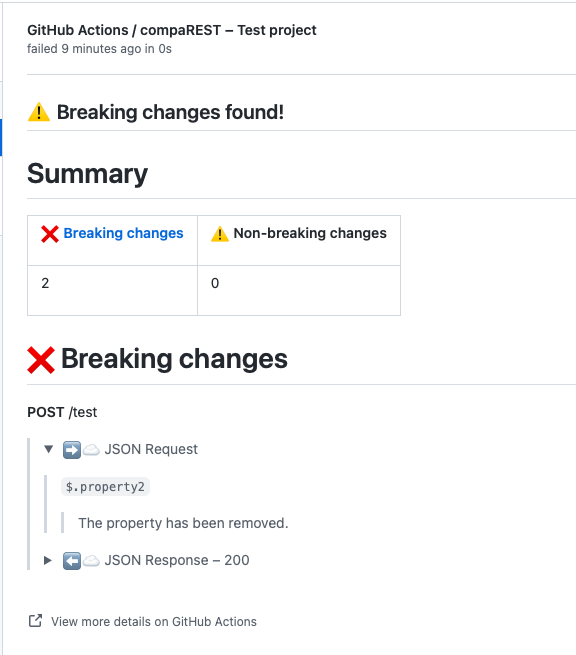 GitHub Actions / compaREST – Test project
failed 9 minutes ago in 0s
Breaking changes found!
Summary
Breaking changes Non-breaking changes
2 0
Breaking changes
POST /test
JSON Request
$.property2
The property has been removed.
JSON Response – 200
View more details on GitHub Actions